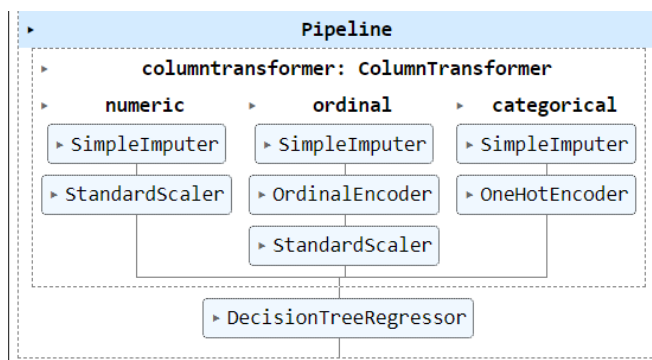 Pipeline
columntransformer: ColumnTransformer
numeric ordinal categorical
SimpleImputer SimpleImputer SimpleImputer
StandardScaler OrdinalEncoder OneHotEncoder
StandardScaler
DecisionTreeRegressor